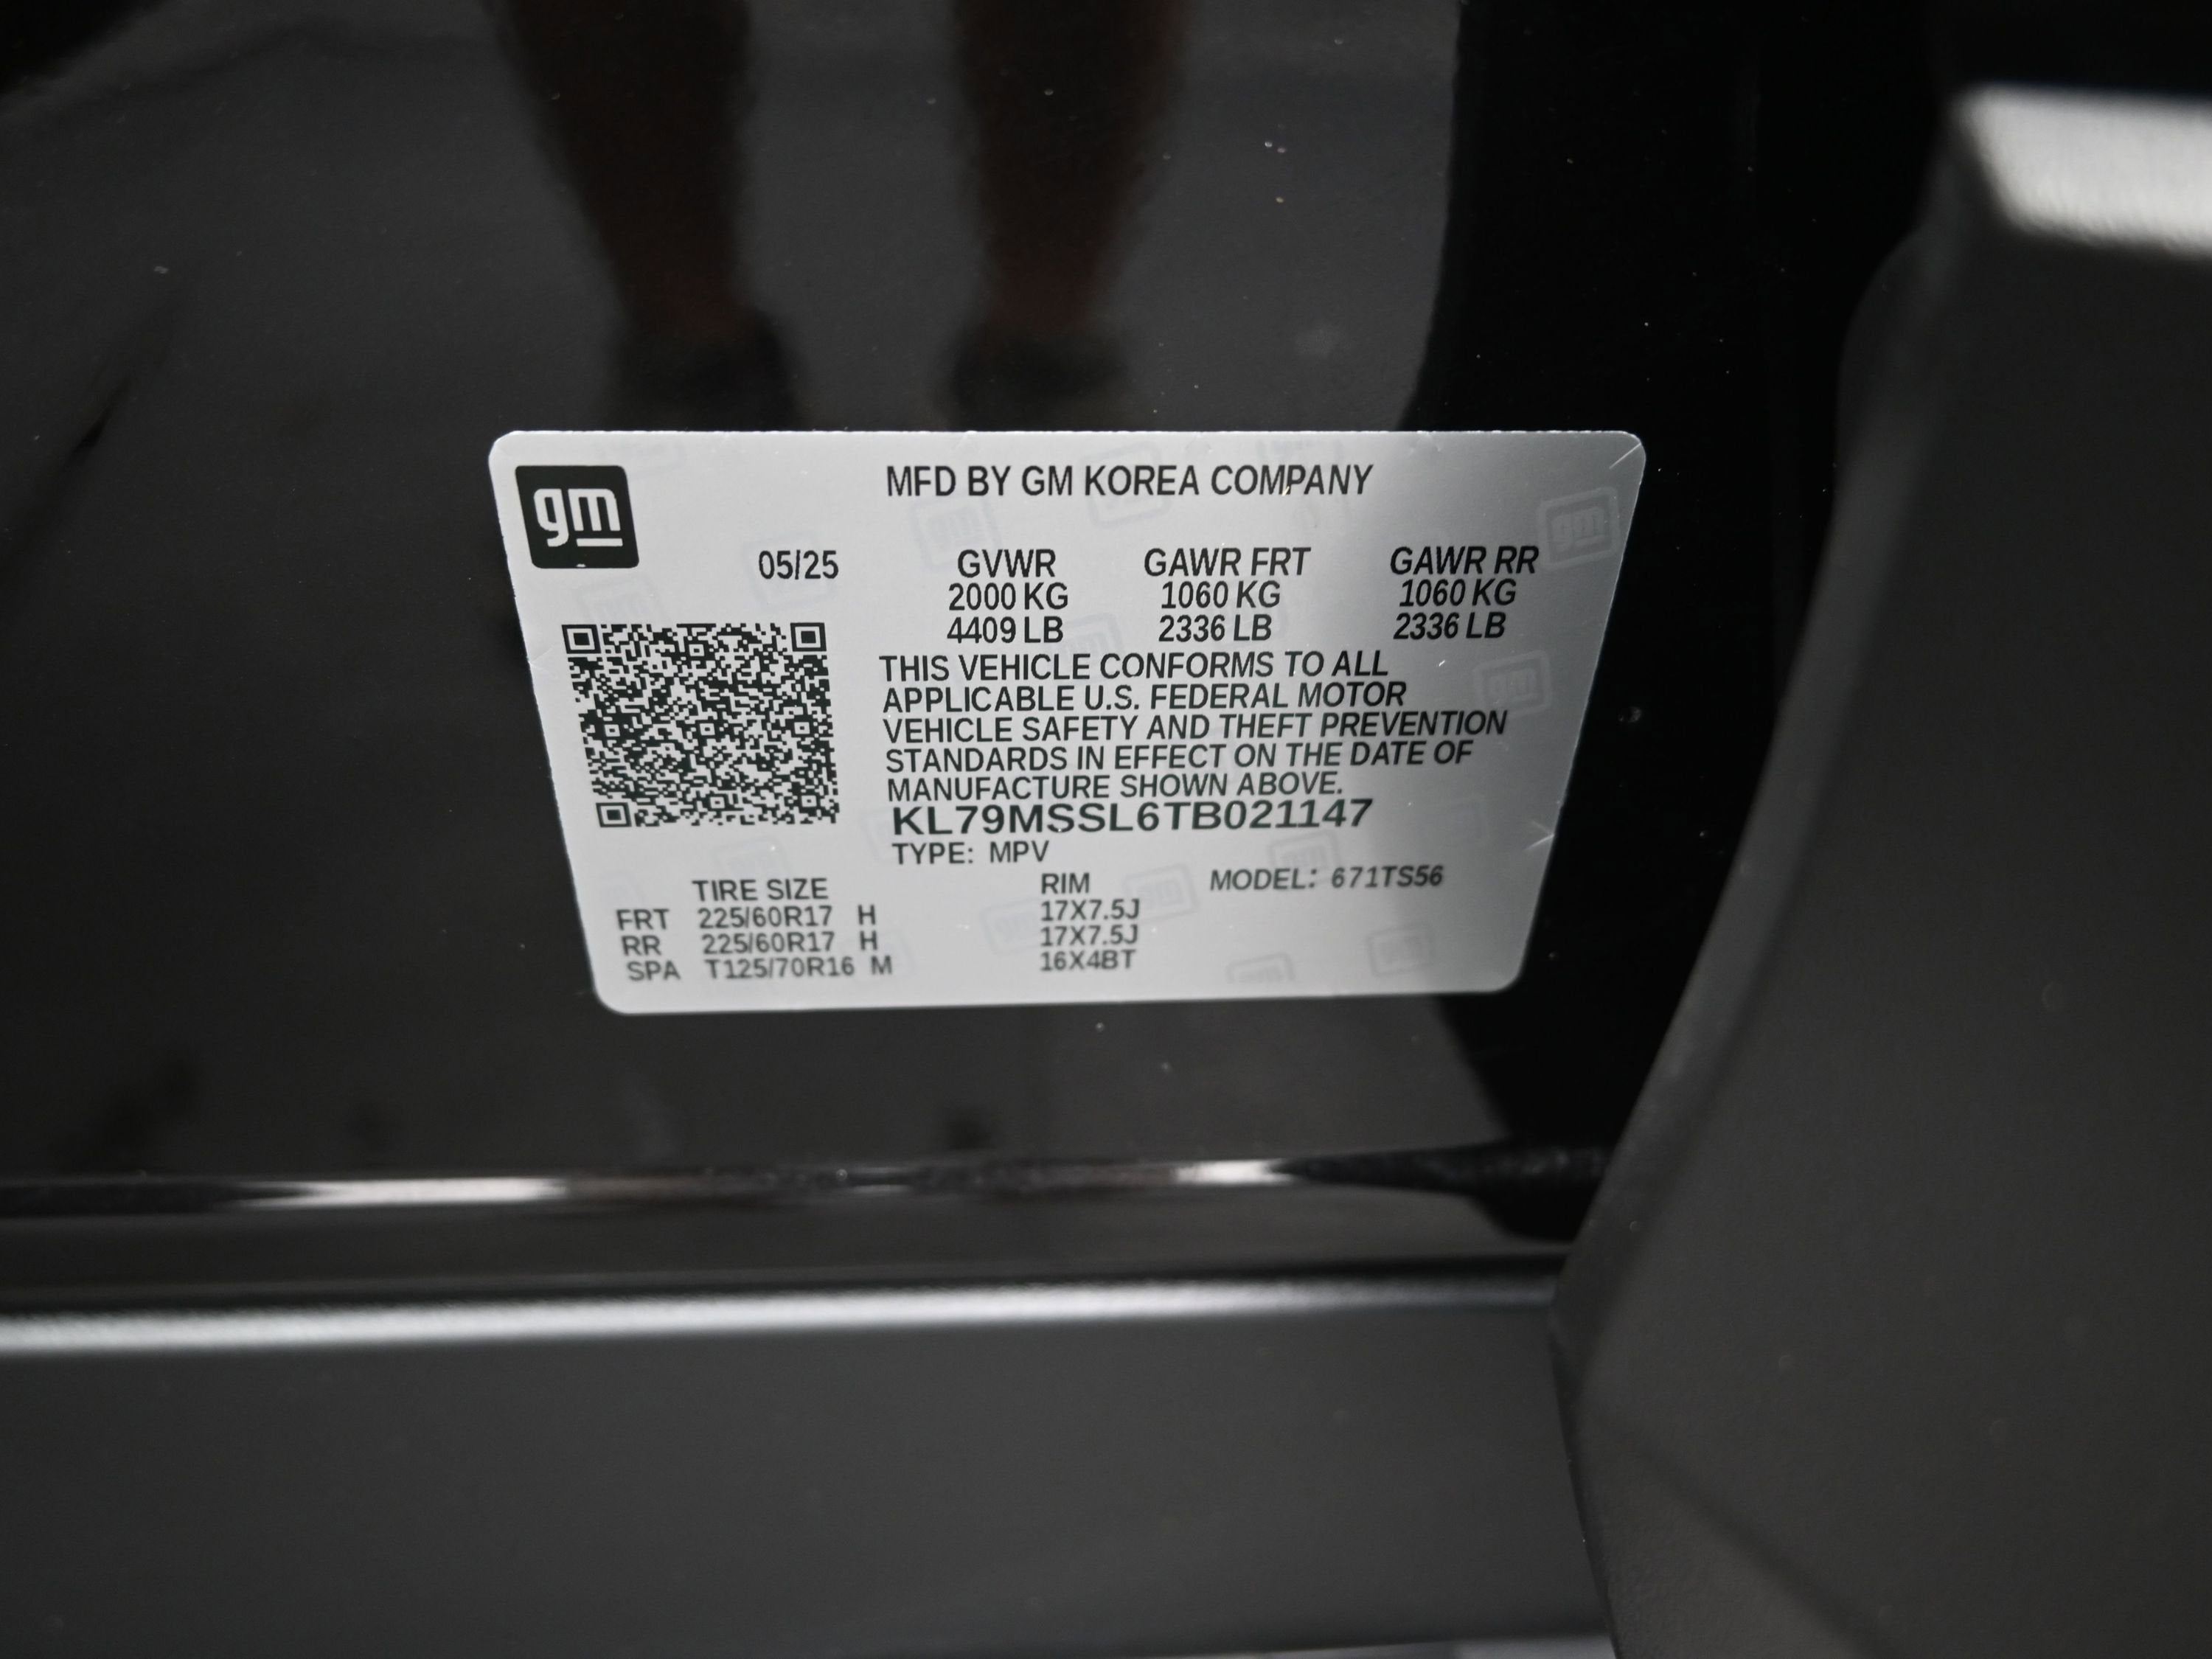 gm
MFD BY GM KOREA COMPANY
05/25 GVWR GAWR FRT GAWR RR
2000 KG 1060 KG 1060 KG
4409 LB 2336 LB 2336 LB
THIS VEHICLE CONFORMS TO ALL
APPLICABLE U.S. FEDERAL MOTOR
VEHICLE SAFETY AND THEFT PREVENTION
STANDARDS IN EFFECT ON THE DATE OF
MANUFACTURE SHOWN ABOVE.
KL79MSSL6TB021147
TYPE: MPV
TIRE SIZE RIM MODEL: 671TS56
FRT 225/60R17 H 17X7.5J
RR 225/60R17 H 17X7.5J
SPA T125/70R16 M 16X4BT